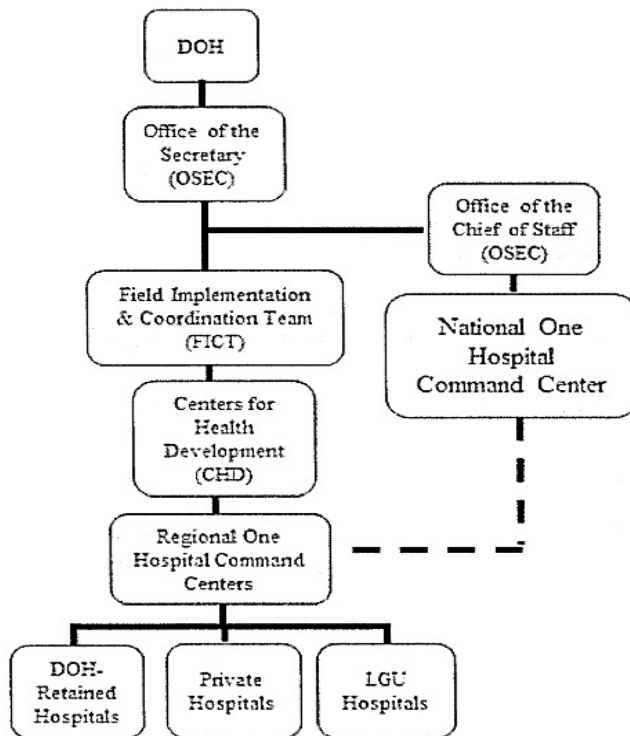 DOH
Office of the
Secretary
(OSEC)
Office of the
Chief of Staff
(OSEC)
Field Implementation
& Coordination Team
(FICT)
National One
Hospital
Command Center
Centers for
Health
Development
(CHD)
Regional One
Hospital Command
Centers
DOH-
Retained
Hospitals
Private
Hospitals
LGU
Hospitals